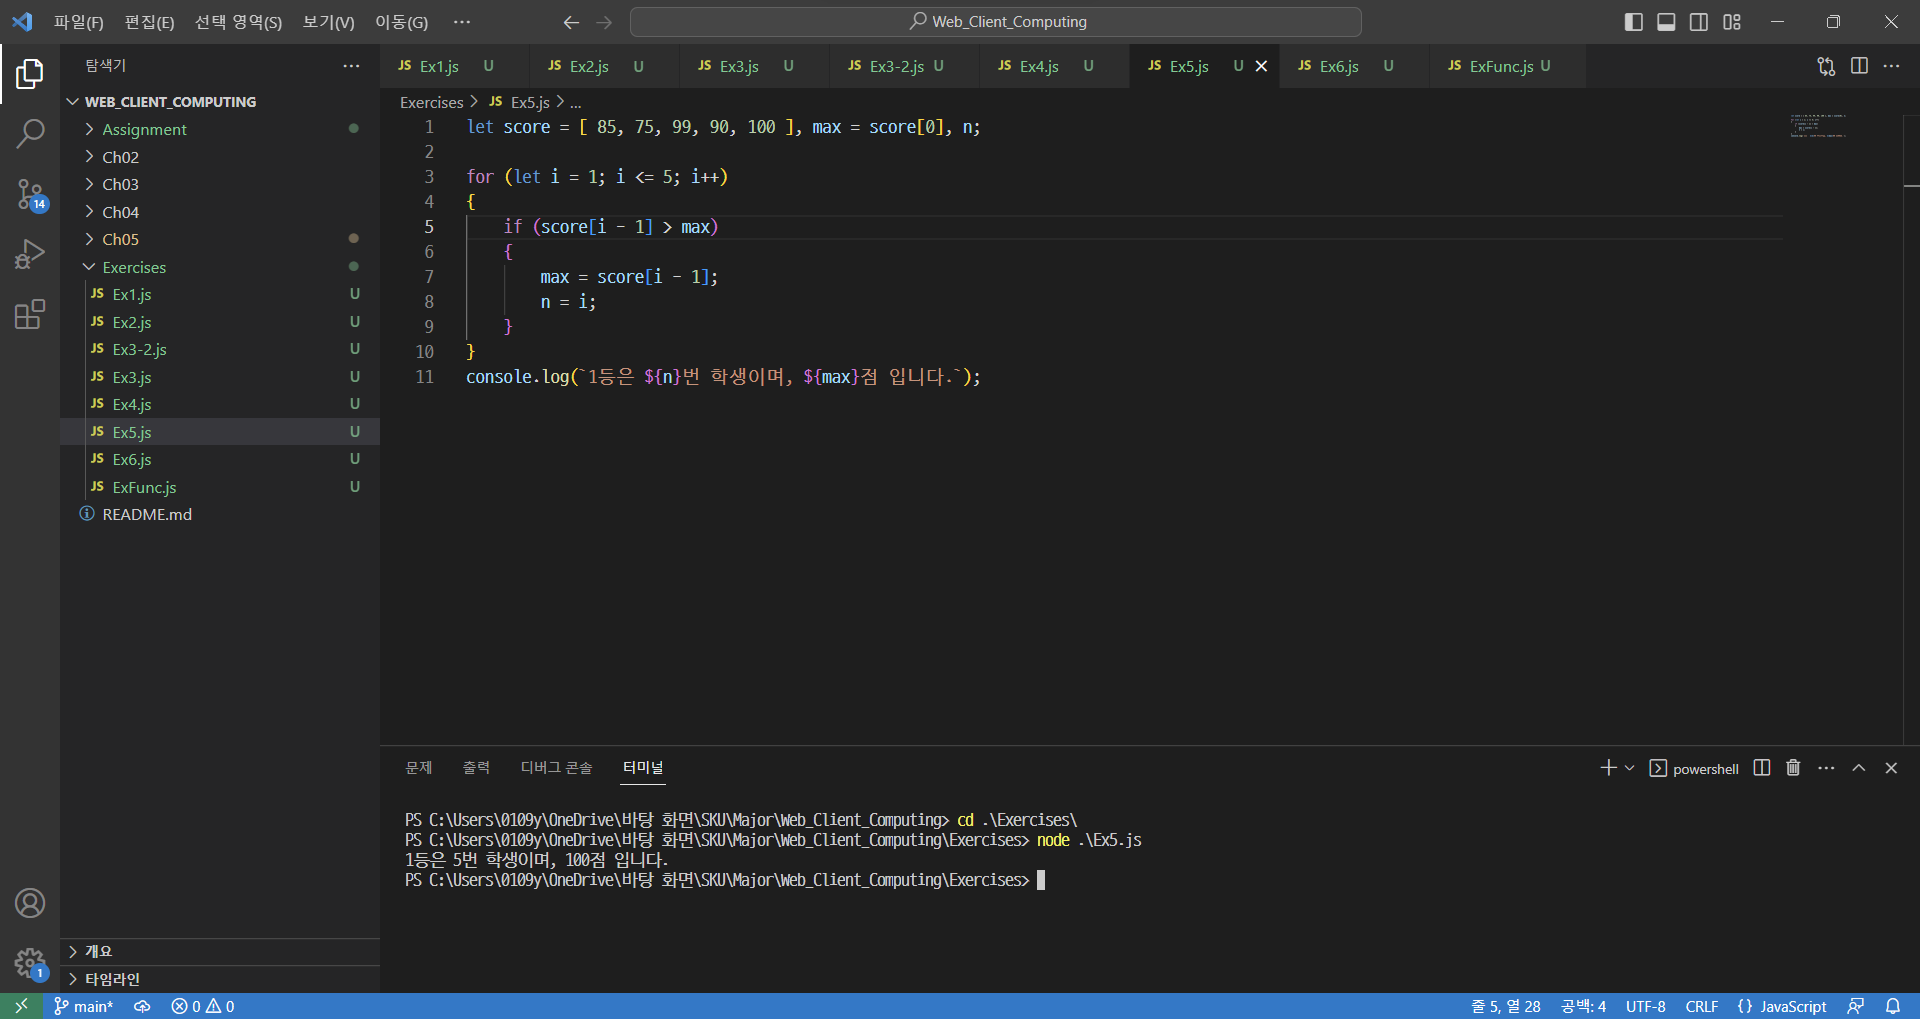 파일(F) 편집(E) 선택 영역(S) 보기(V) 이동(G) ··· Web_Client_Computing
탐색기
WEB_CLIENT_COMPUTING
Assignment
Ch02
Ch03
Ch04
Ch05
Exercises
JS Ex1.js U
JS Ex2.js U
JS Ex3-2.js U
JS Ex3.js U
JS Ex4.js U
JS Ex5.js U
JS Ex6.js U
JS ExFunc.js U
README.md
개요
타임라인
14
1
JS Ex1.js U JS Ex2.js U JS Ex3.js U JS Ex3-2.js U JS Ex4.js U JS Ex5.js U JS Ex6.js U JS ExFunc.js U
Exercises > JS Ex5.js > ...
1 let score = [ 85, 75, 99, 90, 100 ], max = score[0], n;
2
3 for (let i = 1; i <= 5; i++)
4 {
5 if (score[i - 1] > max)
6 {
7 max = score[i - 1];
8 n = i;
9 }
10 }
11 console.log(`1등은 ${n}번 학생이며, ${max}점 입니다.`);
문제 출력 디버그 콘솔 터미널 powershell
PS C:\Users\0109y\OneDrive\바탕 화면\SKU\Major\Web_Client_Computing> cd .\Exercises\
PS C:\Users\0109y\OneDrive\바탕 화면\SKU\Major\Web_Client_Computing\Exercises> node .\Ex5.js
1등은 5번 학생이며, 100점 입니다.
PS C:\Users\0109y\OneDrive\바탕 화면\SKU\Major\Web_Client_Computing\Exercises>
main* 0 0 줄 5, 열 28 공백: 4 UTF-8 CRLF {} JavaScript